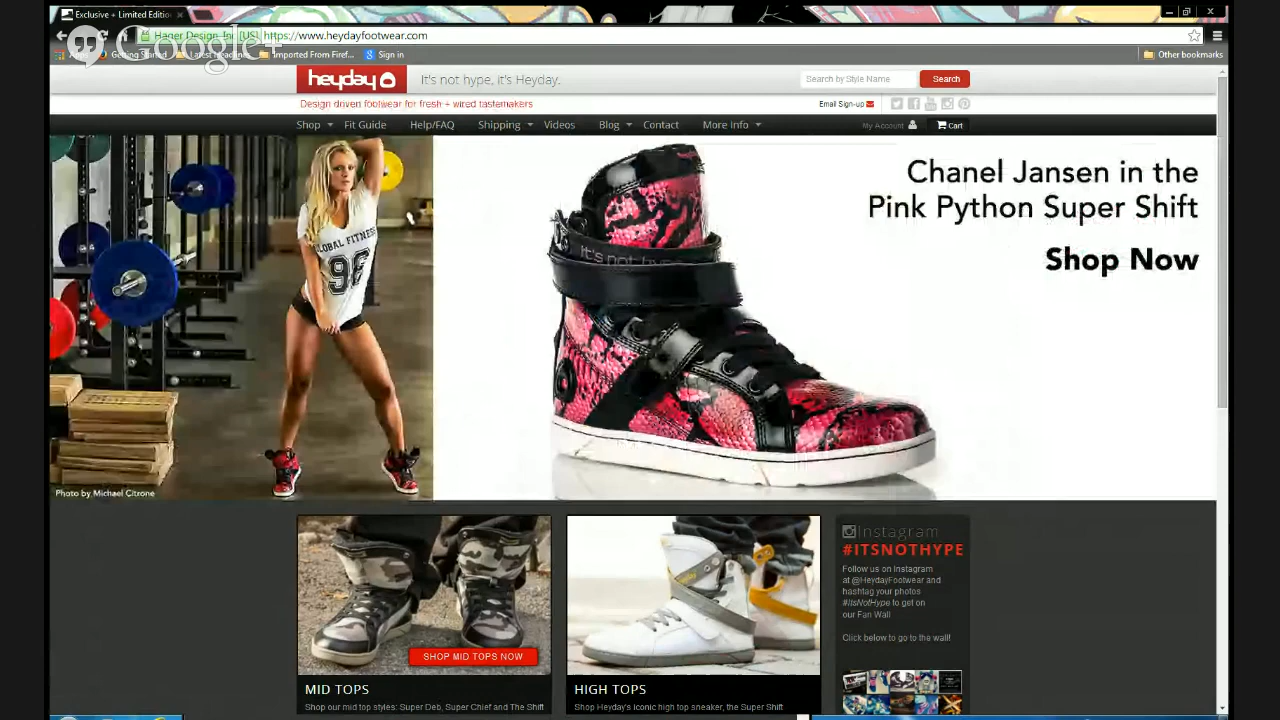 Exclusive + Limited Editio
Google+
Hager Design, Inc [US] https://www.heydayfootwear.com
Getting Started
Latest Headlines
Imported From Firef...
Sign in
Other bookmarks
heyday
It's not hype, it's Heyday.
Search by Style Name
Search
Design driven footwear for fresh + wired tastemakers
Email Sign-up
Shop
Fit Guide
Help/FAQ
Shipping
Videos
Blog
Contact
More Info
My Account
Cart
GLOBAL FITNESS
96
It's not hype
Chanel Jansen in the
Pink Python Super Shift
Shop Now
Photo by Michael Citrone
SHOP MID TOPS NOW
MID TOPS
Shop our mid top styles: Super Deb, Super Chief and The Shift
HIGH TOPS
Shop Heyday's iconic high top sneaker, the Super Shift
Instagram
#ITSNOTHYPE
Follow us on Instagram
at @HeydayFootwear and
hashtag your photos
#ItsNotHype to get on
our Fan Wall
Click below to go to the wall!